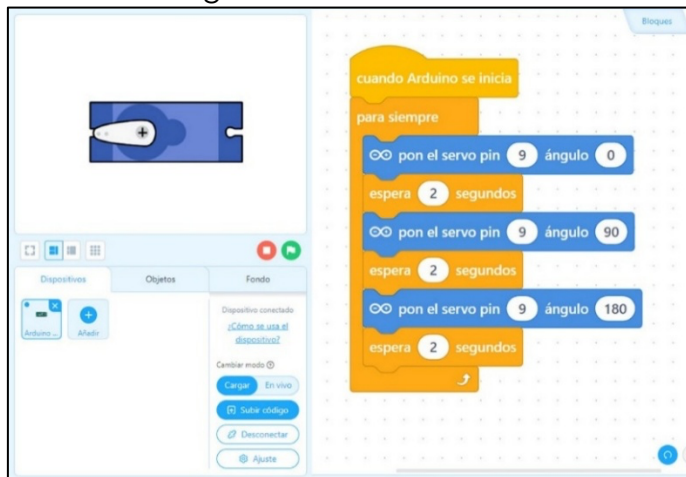 Bloques
cuando Arduino se inicia
para siempre
pon el servo pin 9 ángulo 0
espera 2 segundos
pon el servo pin 9 ángulo 90
espera 2 segundos
pon el servo pin 9 ángulo 180
espera 2 segundos
Dispositivos
Objetos
Fondo
Arduino ...
Añadir
Dispositivo conectado
¿Cómo se usa el
dispositivo?
Cambiar modo
Cargar
En vivo
Subir código
Desconectar
Ajuste